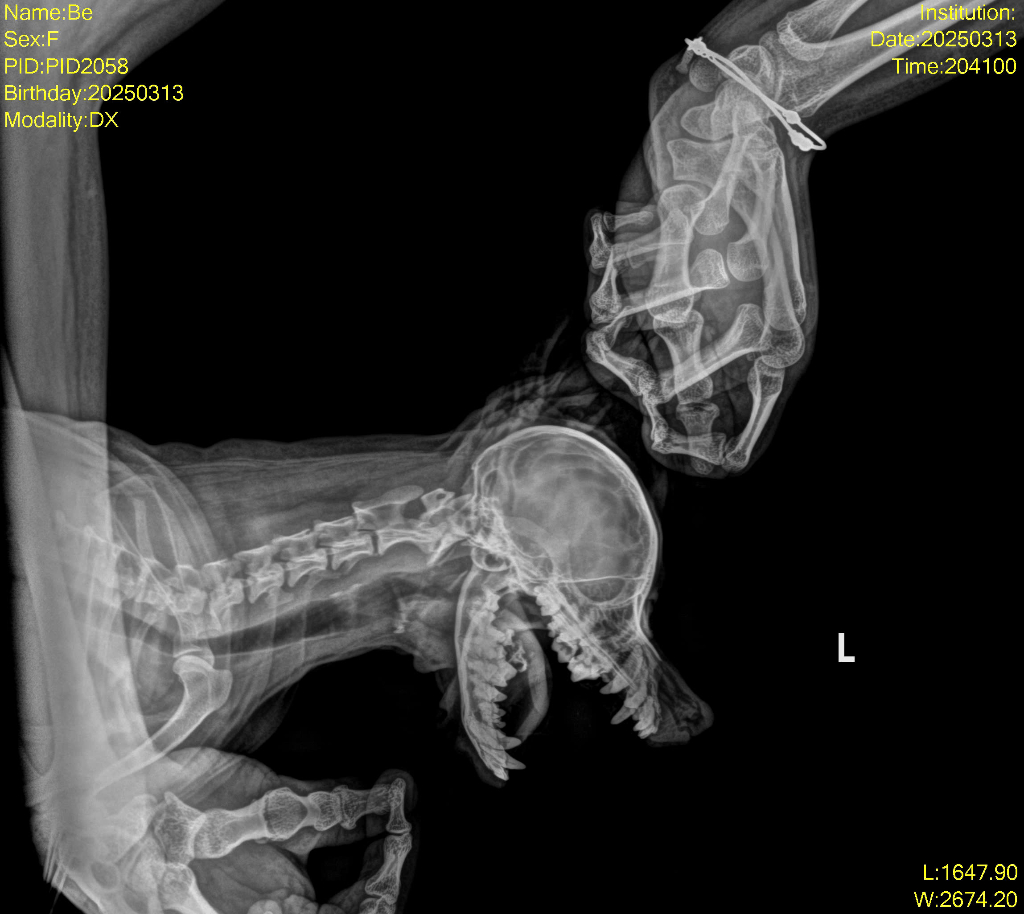 Name:Be
Sex:F
PID:PID2058
Birthday:20250313
Modality:DX
Institution:
Date:20250313
Time:204100
L
L:1647.90
W:2674.20